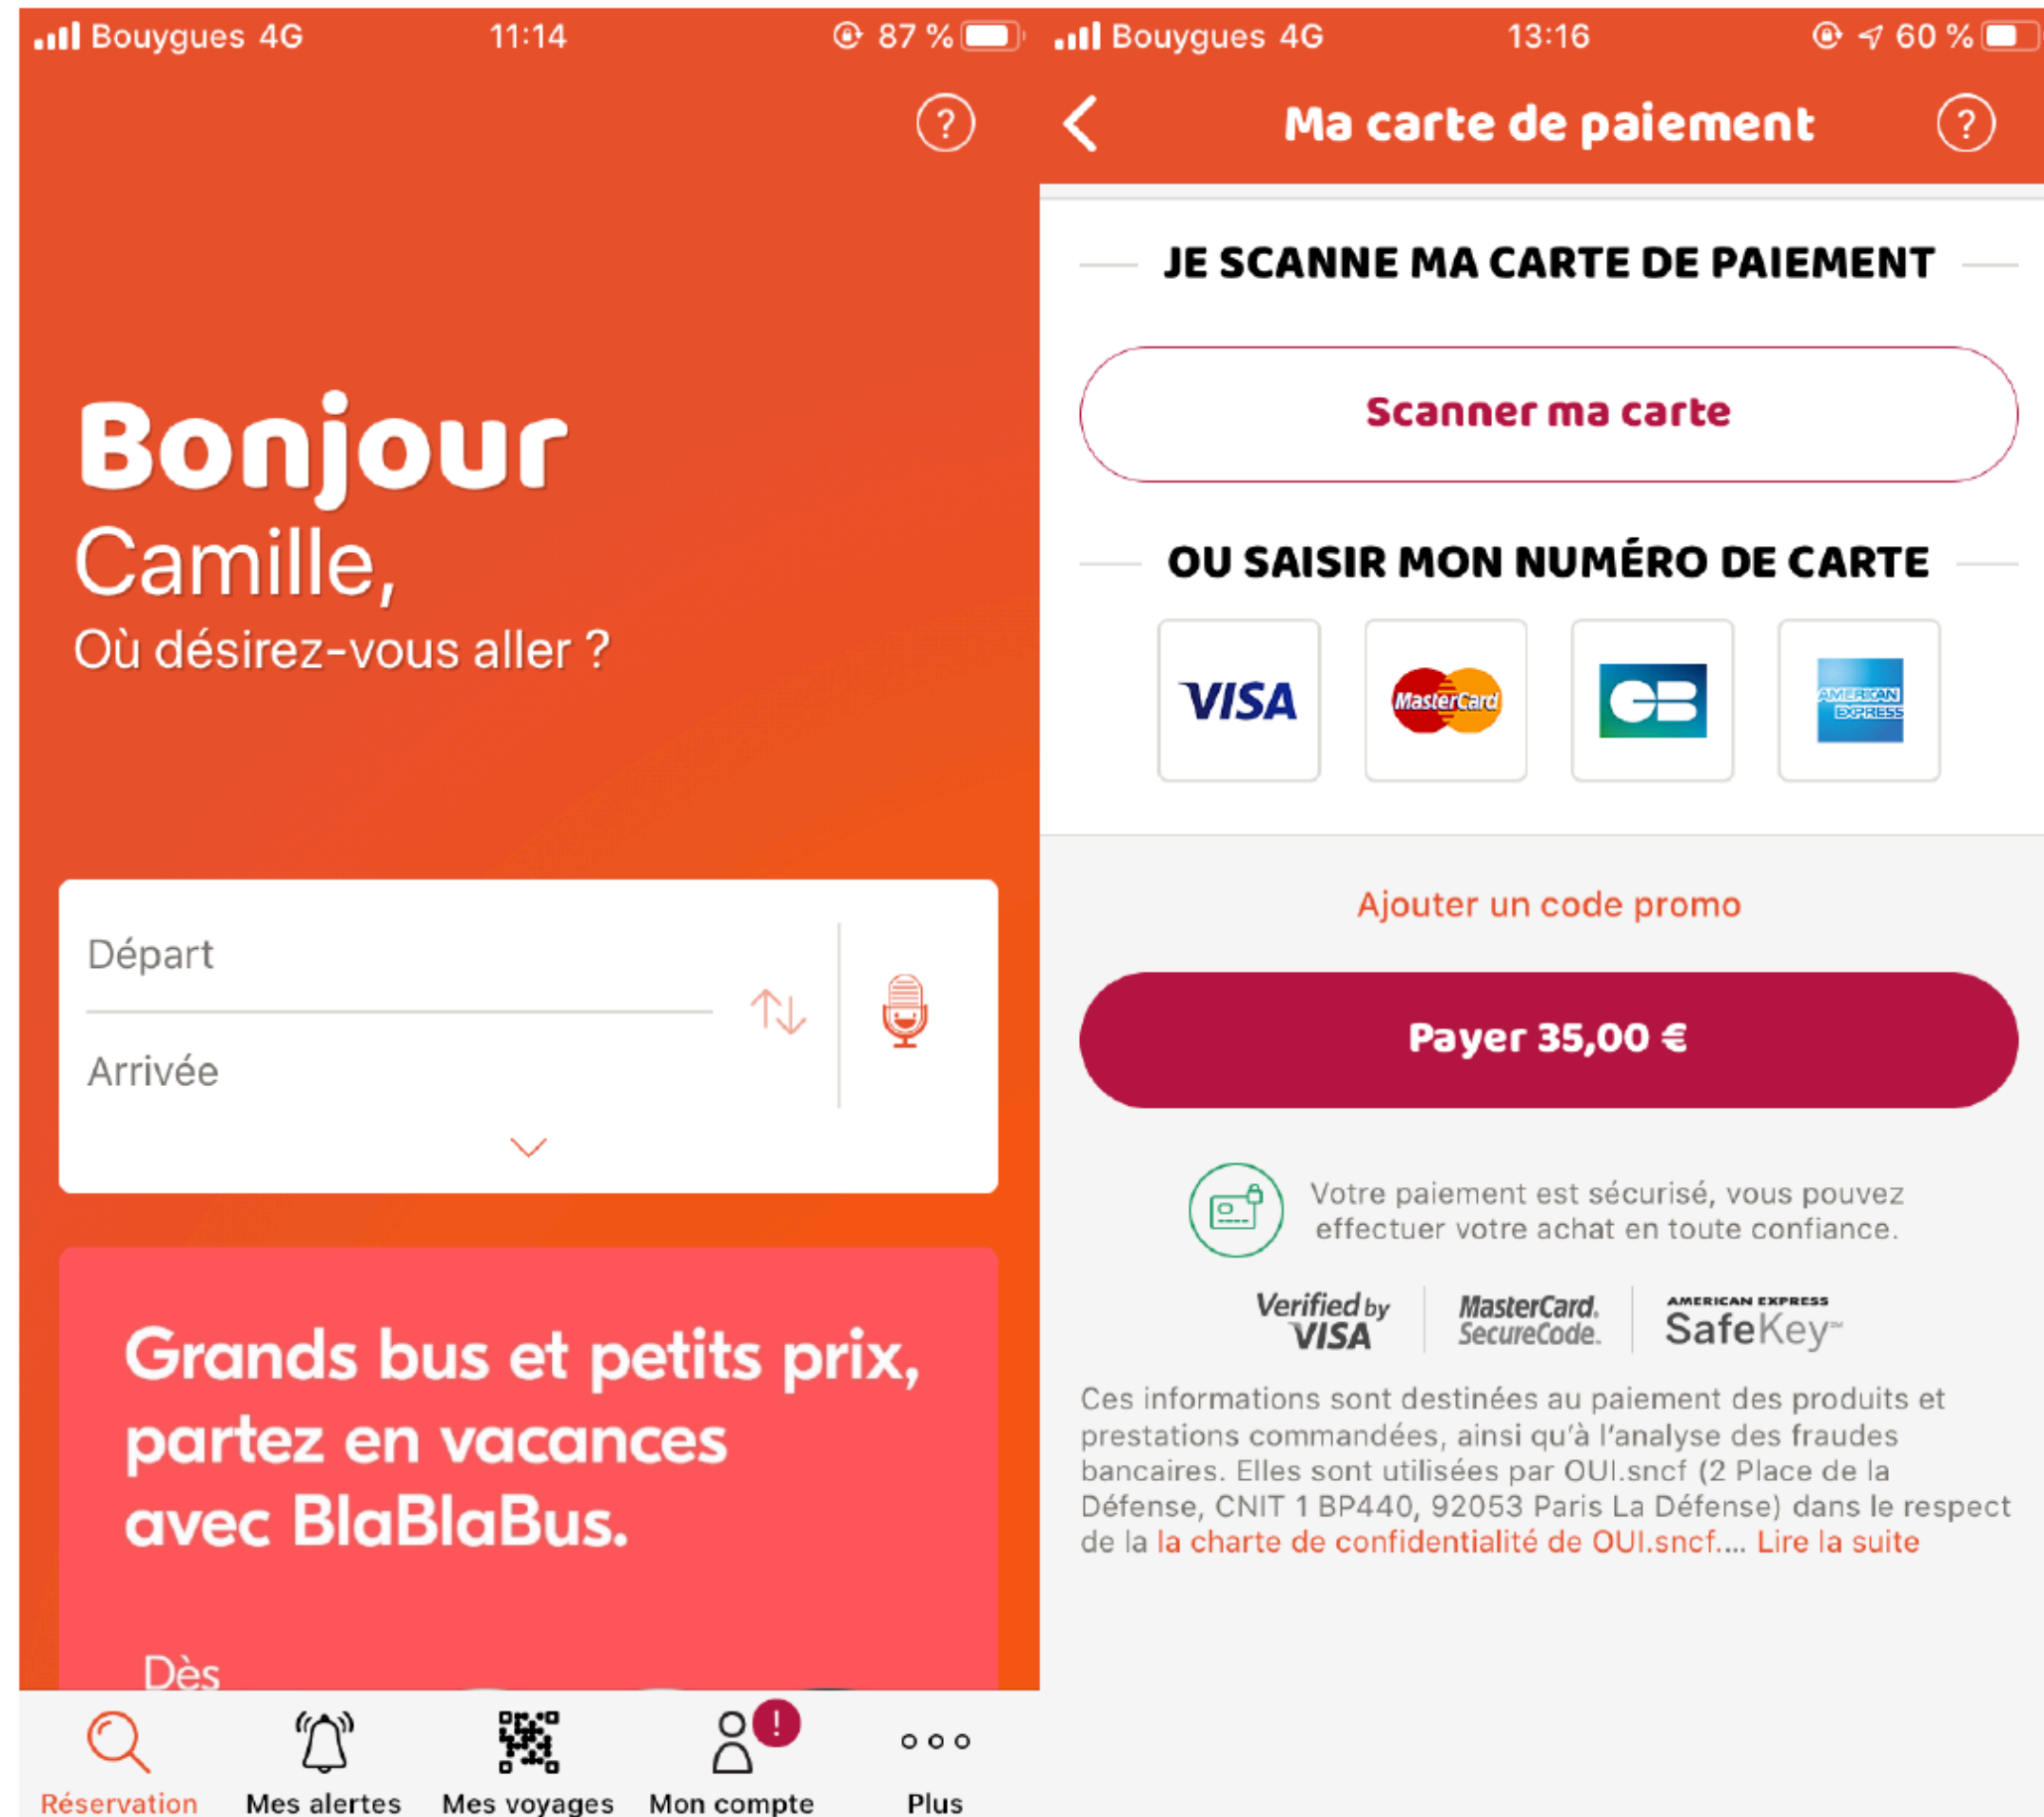 Bouygues 4G 11:14 87 %
?
Bonjour
Camille,
Où désirez-vous aller ?
Départ
Arrivée
Grands bus et petits prix,
partez en vacances
avec BlaBlaBus.
Dès
!
Réservation Mes alertes Mes voyages Mon compte Plus
Bouygues 4G 13:16 60 %
Ma carte de paiement ?
JE SCANNE MA CARTE DE PAIEMENT
Scanner ma carte
OU SAISIR MON NUMÉRO DE CARTE
VISA MasterCard CB AMERICAN
EXPRESS
Ajouter un code promo
Payer 35,00 €
Votre paiement est sécurisé, vous pouvez
effectuer votre achat en toute confiance.
Verified by
VISA
MasterCard.
SecureCode.
AMERICAN EXPRESS
SafeKey℠
Ces informations sont destinées au paiement des produits et
prestations commandées, ainsi qu'à l'analyse des fraudes
bancaires. Elles sont utilisées par OUI.sncf (2 Place de la
Défense, CNIT 1 BP440, 92053 Paris La Défense) dans le respect
de la la charte de confidentialité de OUI.sncf.... Lire la suite